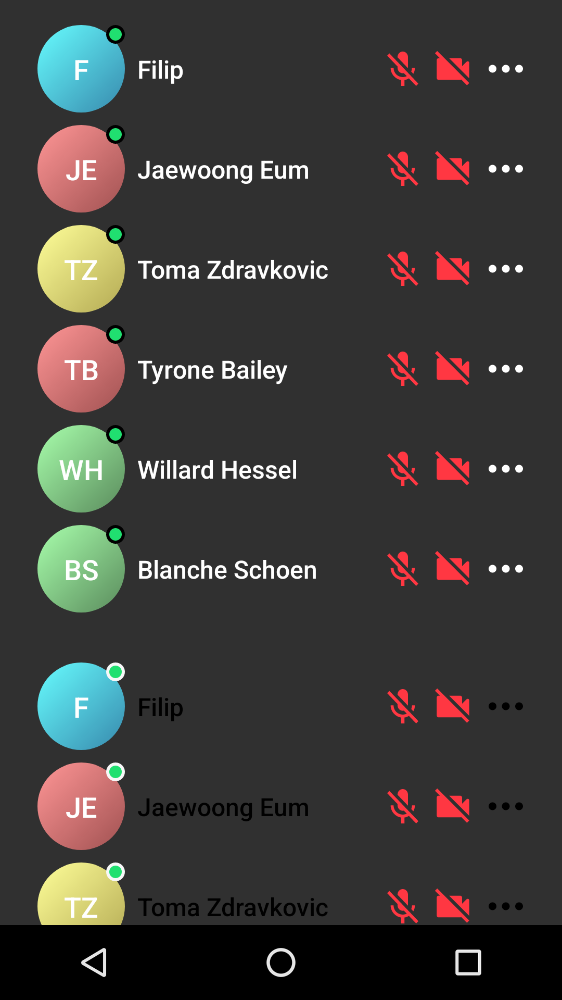 F Filip
JE Jaewoong Eum
TZ Toma Zdravkovic
TB Tyrone Bailey
WH Willard Hessel
BS Blanche Schoen
F Filip
JE Jaewoong Eum
TZ Toma Zdravkovic